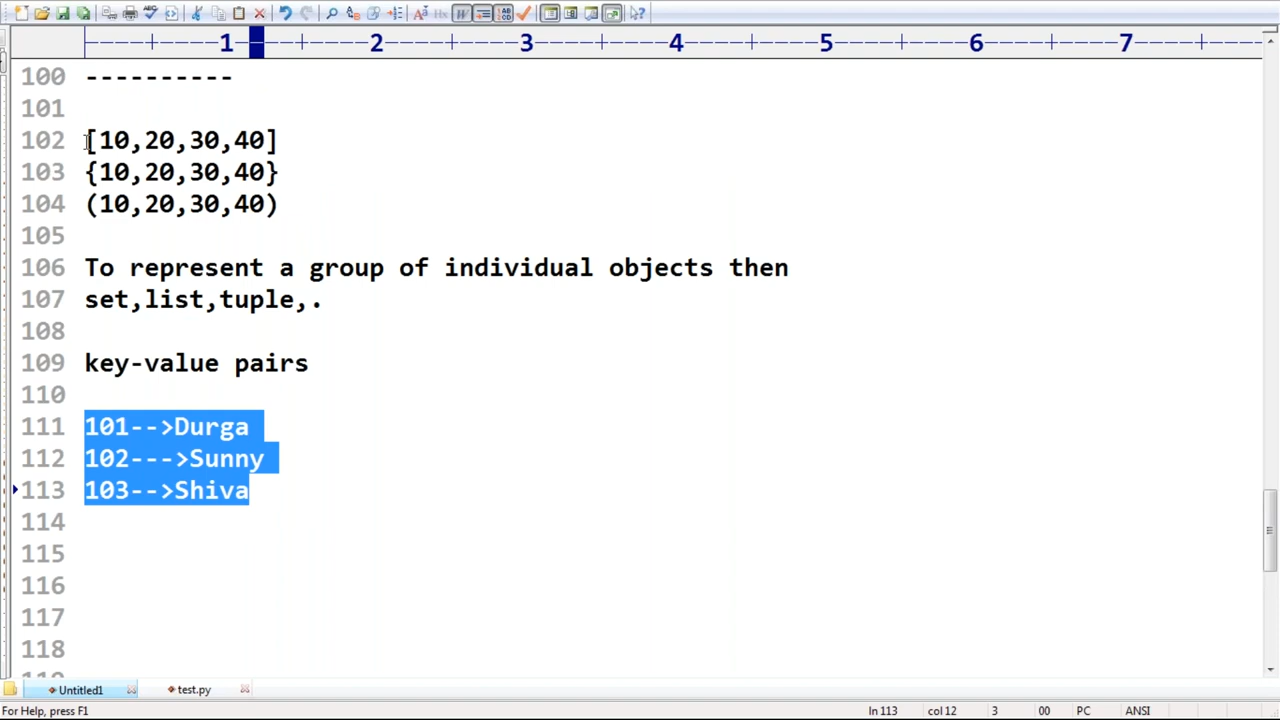 1 2 3 4 5 6 7
100 ----------
101
102 [10,20,30,40]
103 {10,20,30,40}
104 (10,20,30,40)
105
106 To represent a group of individual objects then
107 set,list,tuple,.
108
109 key-value pairs
110
111 101-->Durga
112 102--->Sunny
113 103-->Shiva
114
115
116
117
118
Untitled1 test.py
For Help, press F1 ln 113 col 12 3 00 PC ANSI